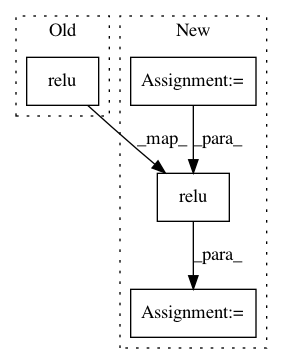 Old
New
relu
Assignment:=
_map_
_para_
relu
_para_
Assignment:=